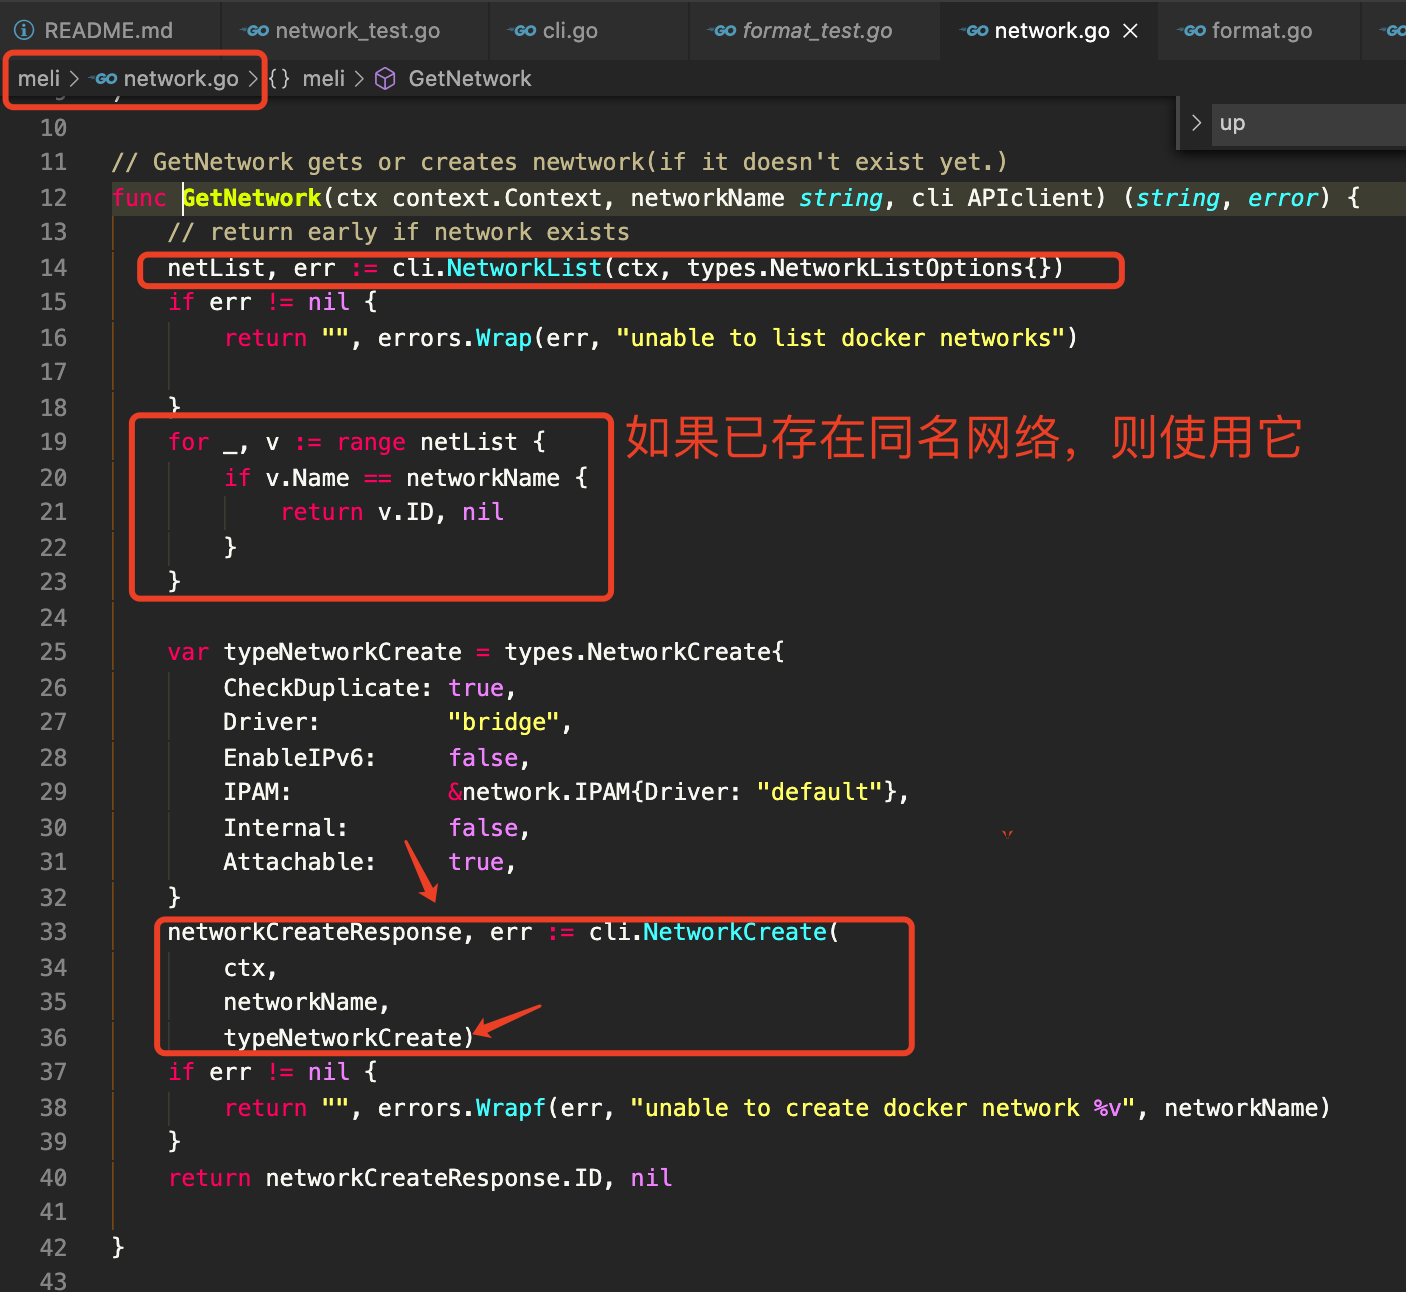 README.md
GO network_test.go
GO cli.go
GO format_test.go
GO network.go
GO format.go
GO
meli > GO network.go > {} meli > GetNetwork
up
10
11 // GetNetwork gets or creates newtwork(if it doesn't exist yet.)
12 func GetNetwork(ctx context.Context, networkName string, cli APIclient) (string, error) {
13 // return early if network exists
14 netList, err := cli.NetworkList(ctx, types.NetworkListOptions{})
15 if err != nil {
16 return "", errors.Wrap(err, "unable to list docker networks")
17
18 }
如果已存在同名网络，则使用它
19 for _, v := range netList {
20 if v.Name == networkName {
21 return v.ID, nil
22 }
23 }
24
25 var typeNetworkCreate = types.NetworkCreate{
26 CheckDuplicate: true,
27 Driver: "bridge",
28 EnableIPv6: false,
29 IPAM: &network.IPAM{Driver: "default"},
30 Internal: false,
31 Attachable: true,
32 }
33 networkCreateResponse, err := cli.NetworkCreate(
34 ctx,
35 networkName,
36 typeNetworkCreate)
37 if err != nil {
38 return "", errors.Wrapf(err, "unable to create docker network %v", networkName)
39 }
40 return networkCreateResponse.ID, nil
41
42 }
43